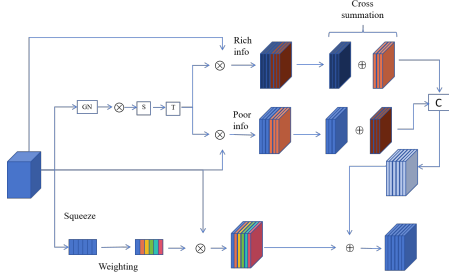 Cross
summation
Rich
info
GN
S
T
Poor
info
C
Squeeze
Weighting